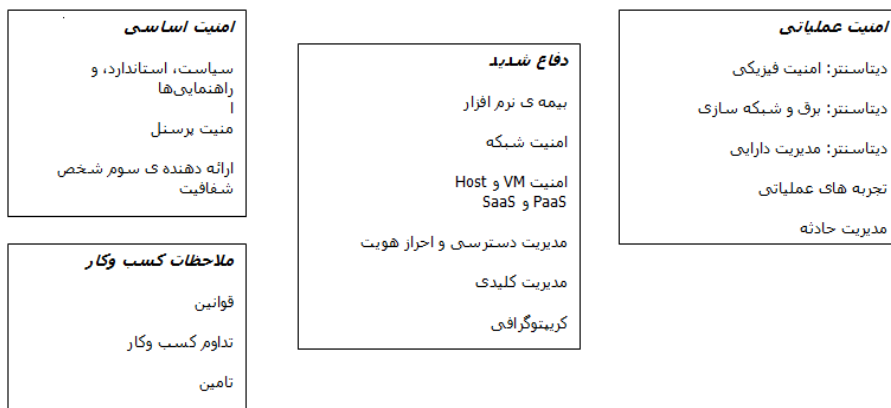 امنیت اساسی
سیاست، استاندارد، و
راهنمایی‌ها
ا
منیت پرسنل
ارائه دهنده ی سوم شخص
شفافیت
ملاحظات کسب وکار
قوانین
تداوم کسب وکار
تامین
دفاع شدید
بیمه ی نرم افزار
امنیت شبکه
امنیت VM و Host
PaaS و SaaS
مدیریت دسترسی و احراز هویت
مدیریت کلیدی
کریپتوگرافی
امنیت عملیاتی
دیتاسنتر: امنیت فیزیکی
دیتاسنتر: برق و شبکه سازی
دیتاسنتر: مدیریت دارایی
تجربه های عملیاتی
مدیریت حادثه